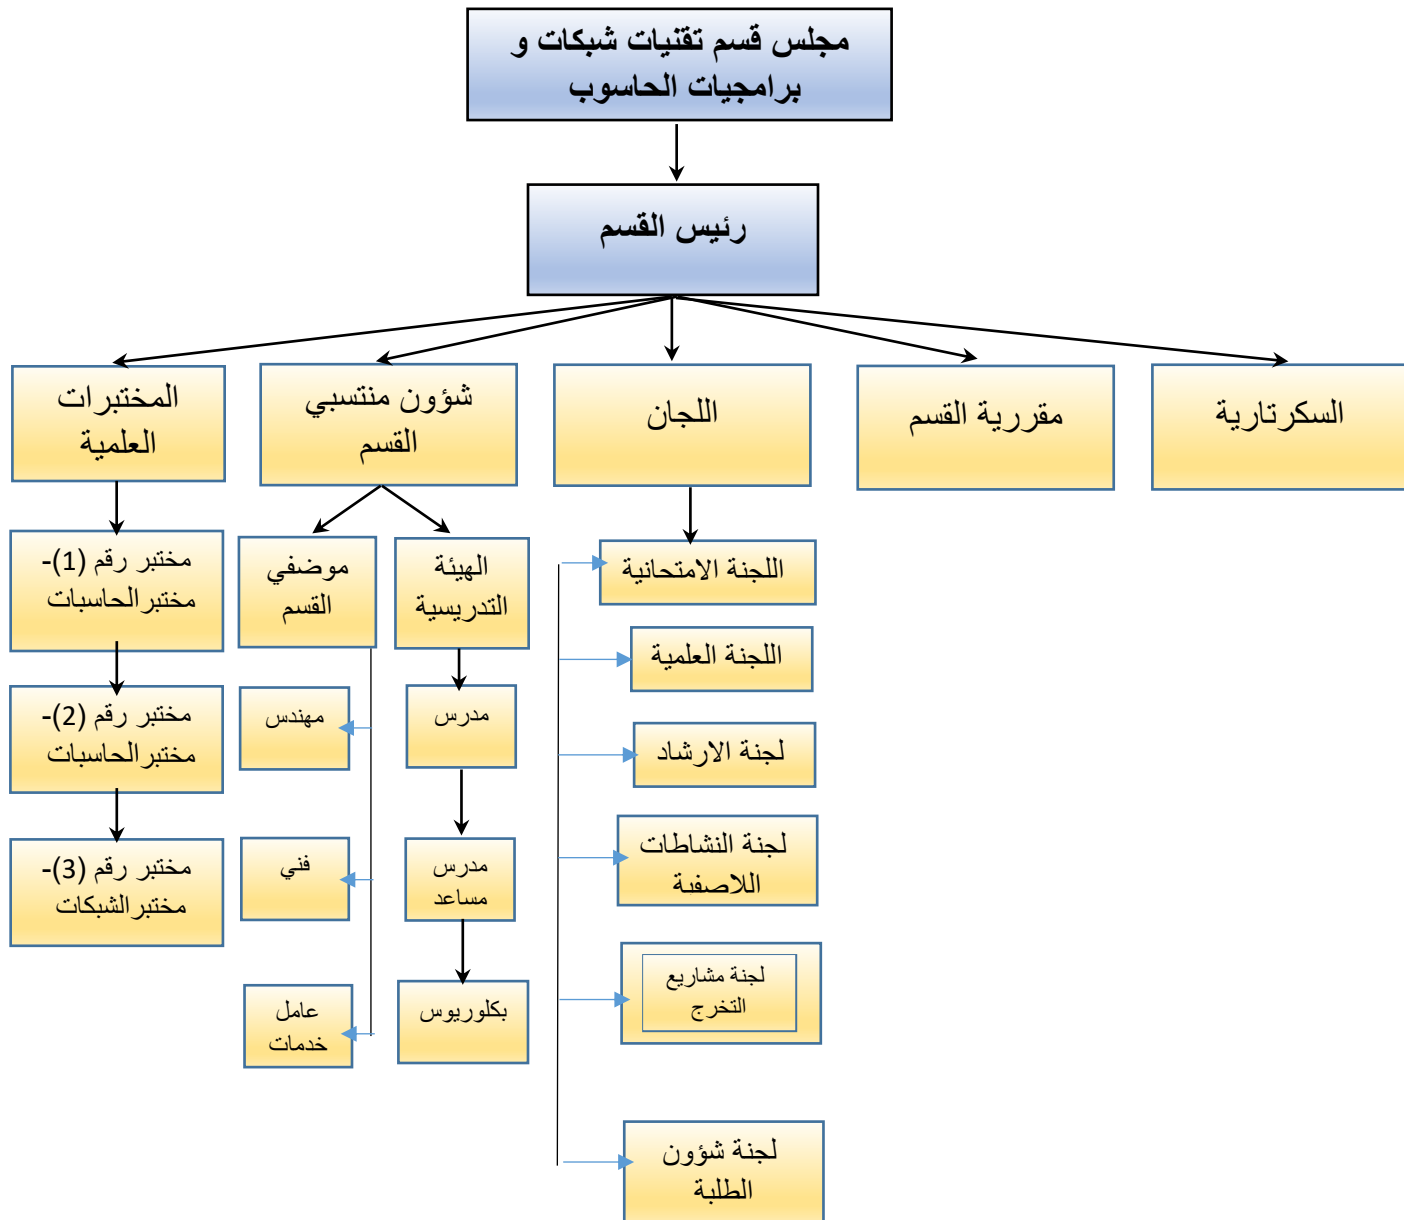 مجلس قسم تقنيات شبكات و
برامجيات الحاسوب
رئيس القسم
السكرتارية
مقررية القسم
اللجان
شؤون منتسبي
القسم
المختبرات
العلمية
اللجنة الامتحانية
اللجنة العلمية
لجنة الارشاد
لجنة النشاطات
اللاصفية
لجنة مشاريع
التخرج
لجنة شؤون
الطلبة
الهيئة
التدريسية
مدرس
مدرس
مساعد
بكلوريوس
موضفي
القسم
مهندس
فني
عامل
خدمات
مختبر رقم (1)-
مختبرالحاسبات
مختبر رقم (2)-
مختبرالحاسبات
مختبر رقم (3)-
مختبرالشبكات